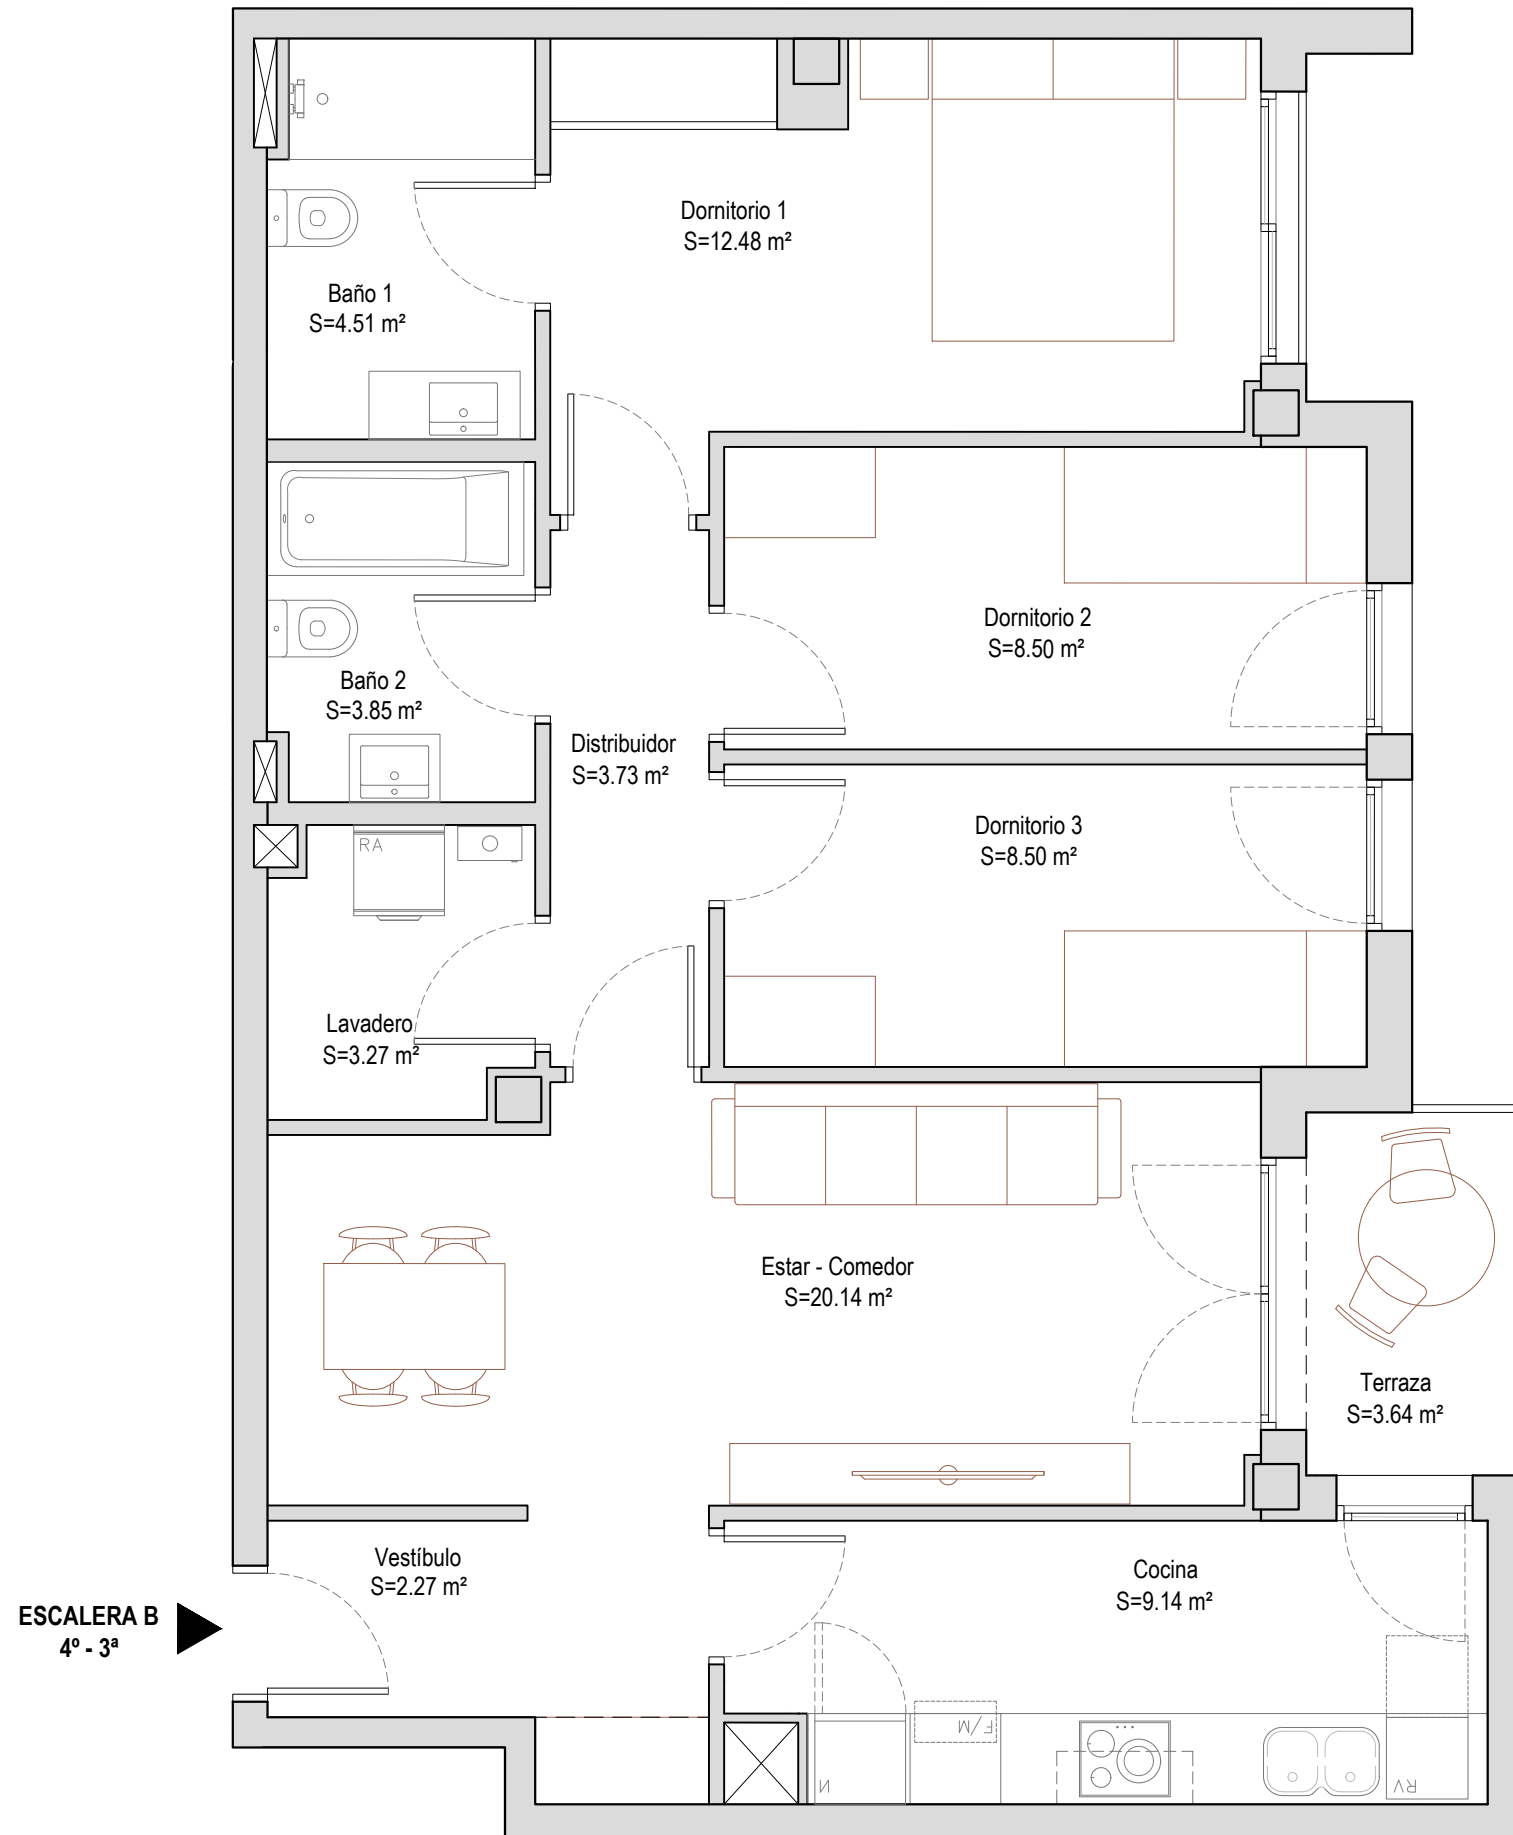 Dornitorio 1
S=12.48 m²
Baño 1
S=4.51 m²
Dornitorio 2
S=8.50 m²
Baño 2
S=3.85 m²
Distribuidor
S=3.73 m²
Dornitorio 3
S=8.50 m²
RA
Lavadero
S=3.27 m²
Estar - Comedor
S=20.14 m²
Terraza
S=3.64 m²
Vestíbulo
S=2.27 m²
Cocina
S=9.14 m²
ESCALERA B
4º - 3ª
F/M
N
RV